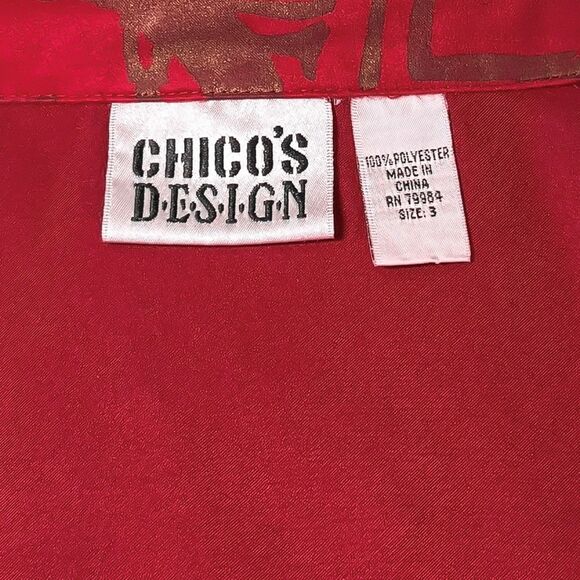 CHICO'S
D·E·S·I·G·N
100% POLYESTER
MADE IN
CHINA
RN 79984
SIZE: 3